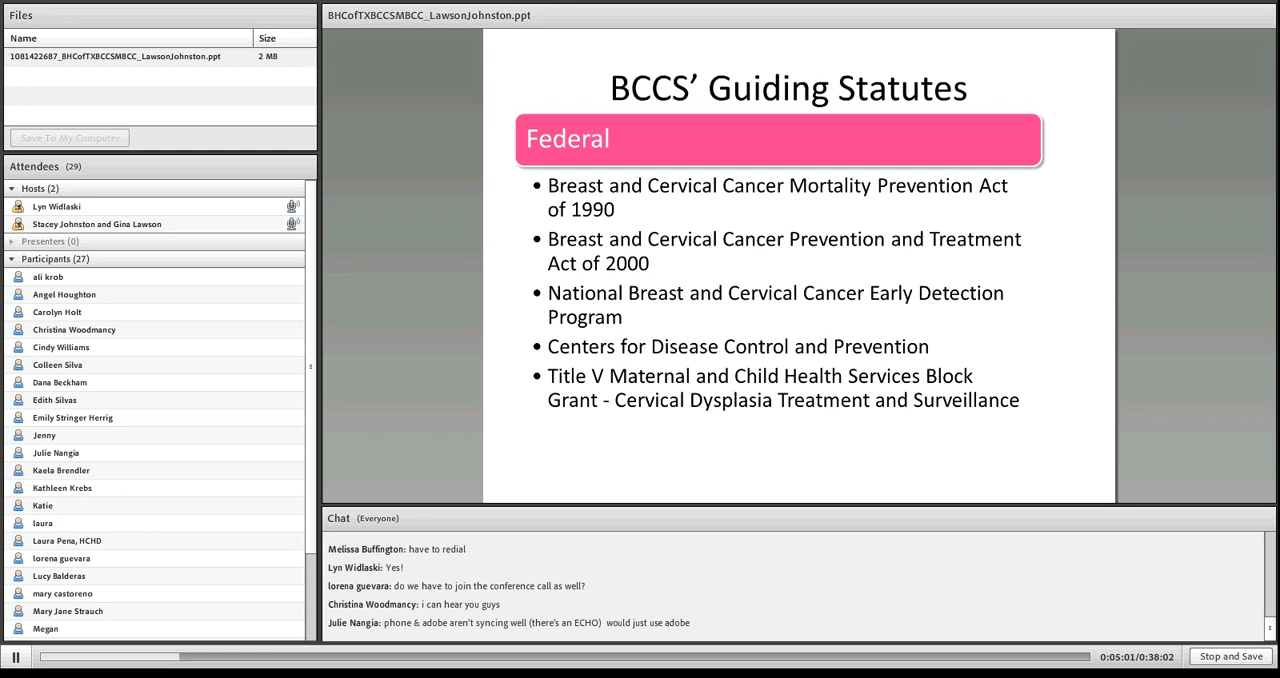 Files
Name Size
1081422687_BHCofTXBCCSMBCC_LawsonJohnston.ppt 2 MB
Save To My Computer
Attendees (29)
Hosts (2)
Lyn Widlaski
Stacey Johnston and Gina Lawson
Presenters (0)
Participants (27)
ali krob
Angel Houghton
Carolyn Holt
Christina Woodmancy
Cindy Williams
Colleen Silva
Dana Beckham
Edith Silvas
Emily Stringer Herrig
Jenny
Julie Nangia
Kaela Brendler
Kathleen Krebs
Katie
laura
Laura Pena, HCHD
lorena guevara
Lucy Balderas
mary castoreno
Mary Jane Strauch
Megan
BHCofTXBCCSMBCC_LawsonJohnston.ppt
BCCS’ Guiding Statutes
Federal
• Breast and Cervical Cancer Mortality Prevention Act
of 1990
• Breast and Cervical Cancer Prevention and Treatment
Act of 2000
• National Breast and Cervical Cancer Early Detection
Program
• Centers for Disease Control and Prevention
• Title V Maternal and Child Health Services Block
Grant - Cervical Dysplasia Treatment and Surveillance
Chat (Everyone)
Melissa Buffington: have to redial
Lyn Widlaski: Yes!
lorena guevara: do we have to join the conference call as well?
Christina Woodmancy: i can hear you guys
Julie Nangia: phone & adobe aren't syncing well (there's an ECHO) would just use adobe
0:05:01/0:38:02
Stop and Save